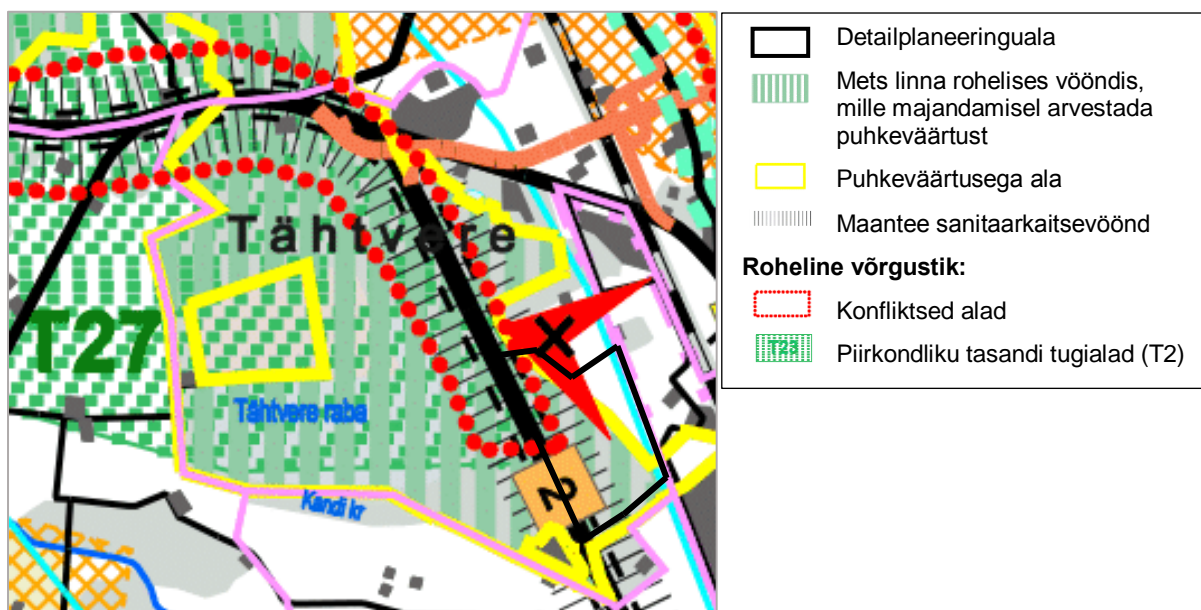 Tähtvere
T27
Tähtvere raba
Kandi kr
2
Detailplaneeringuala
Mets linna rohelises vööndis,
mille majandamisel arvestada
puhkeväärtust
Puhkeväärtusega ala
Maantee sanitaarkaitsevöönd
Roheline võrgustik:
Konfliktsed alad
T23
Piirkondliku tasandi tugialad (T2)